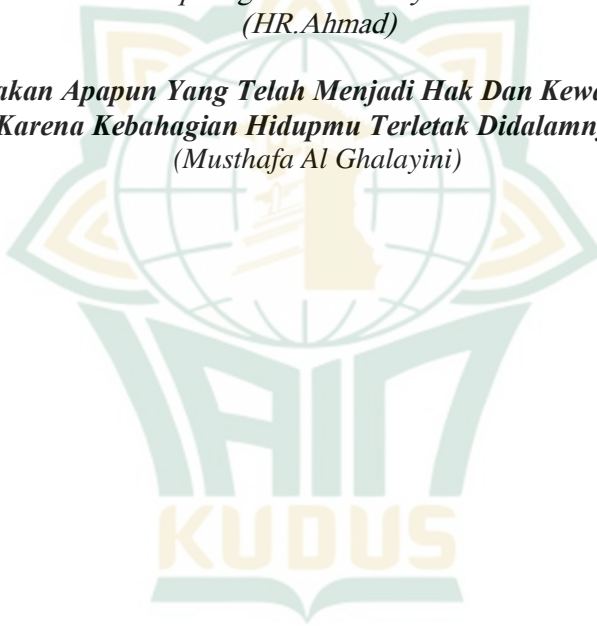 (HR.Ahmad)
akan Apapun Yang Telah Menjadi Hak Dan Kewa
Karena Kebahagian Hidupmu Terletak Didalamn
(Musthafa Al Ghalayini)
IAIN
KUDUS